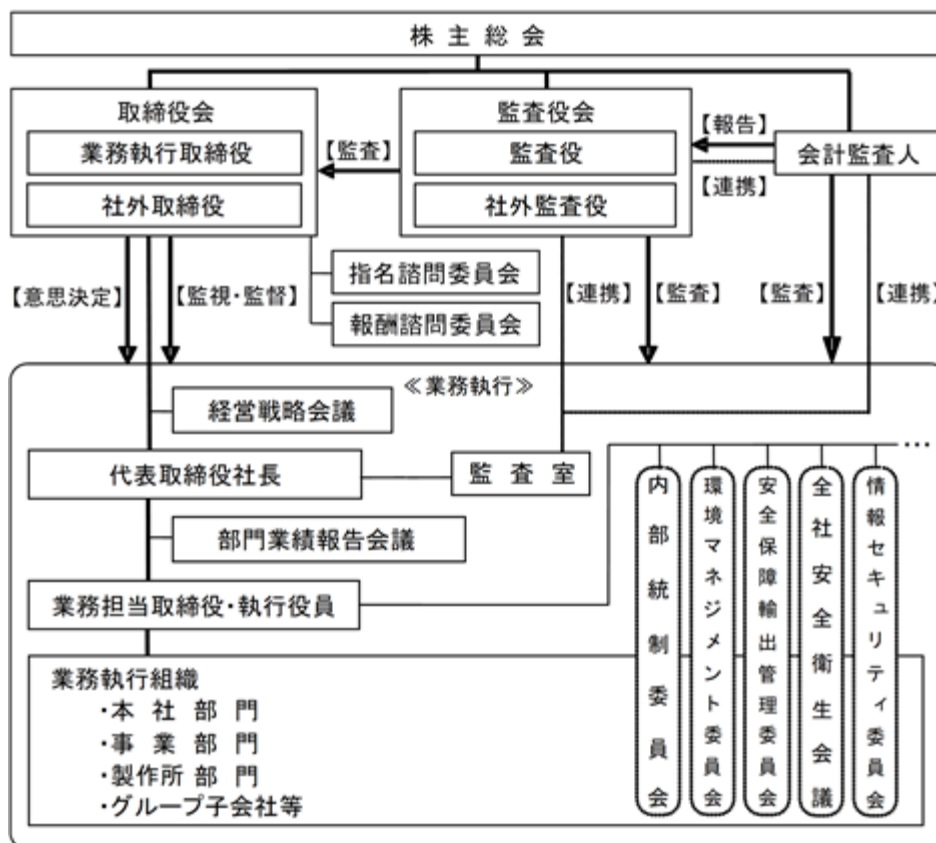 株主総会
取締役会
業務執行取締役
社外取締役
【監査】
監査役会
監査役
社外監査役
【報告】
【連携】
会計監査人
【意思決定】
【監視・監督】
指名諮問委員会
報酬諮問委員会
【連携】
【監査】
【監査】
【連携】
≪業務執行≫
経営戦略会議
代表取締役社長
監査室
部門業績報告会議
業務担当取締役・執行役員
…
内部統制委員会
環境マネジメント委員会
安全保障輸出管理委員会
全社安全衛生会議
情報セキュリティ委員会
業務執行組織
・本社部門
・事業部門
・製作所部門
・グループ子会社等